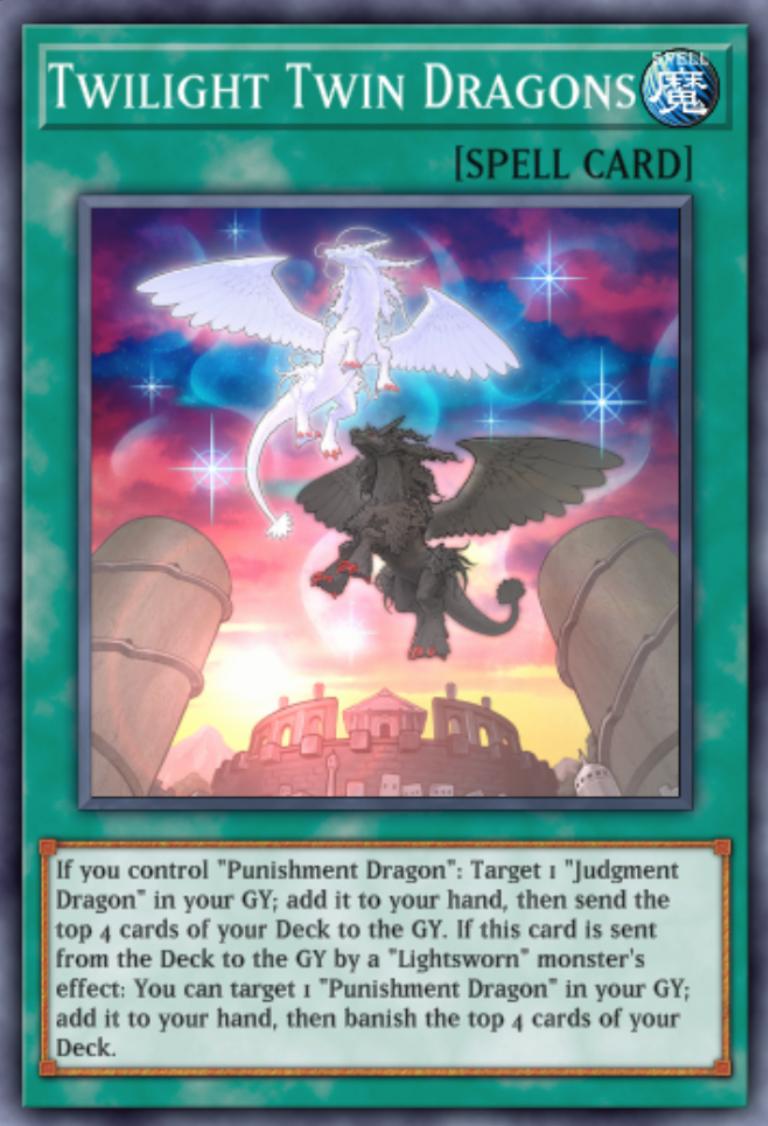 TWILIGHT TWIN DRAGONS
SPELL
魔
[SPELL CARD]
If you control "Punishment Dragon": Target 1 "Judgment
Dragon" in your GY; add it to your hand, then send the
top 4 cards of your Deck to the GY. If this card is sent
from the Deck to the GY by a "Lightsworn" monster's
effect: You can target 1 "Punishment Dragon" in your GY;
add it to your hand, then banish the top 4 cards of your
Deck.